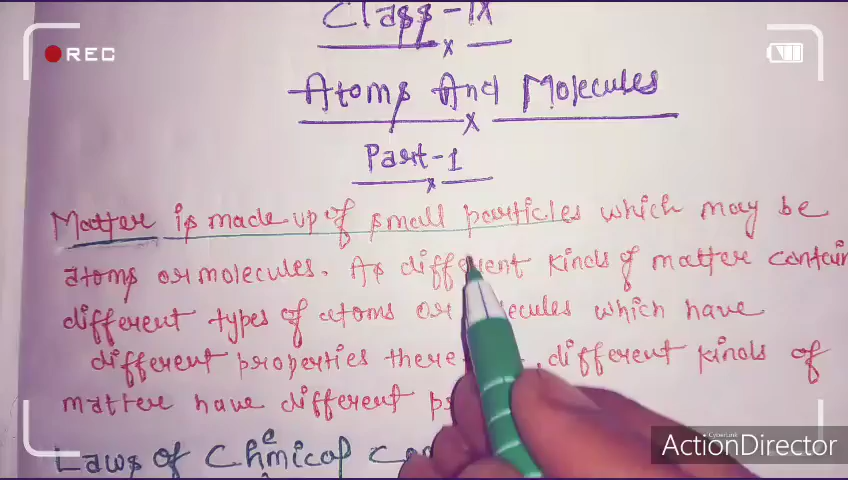 Class-IX
REC
Atoms And Molecules
Part-1
Matter is made up of small particles which may be
atoms or molecules. As different kinds of matter contain
different types of atoms or which have
different properties there different kinds of
matter have different
Laws of Chemical
ActionDirector